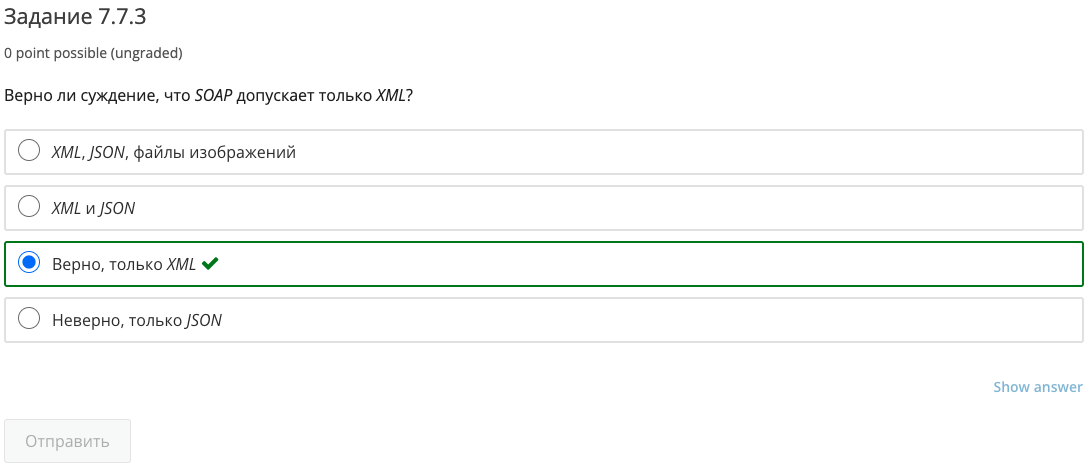 Задание 7.7.3
0 point possible (ungraded)
Верно ли суждение, что SOAP допускает только XML?
XML, JSON, файлы изображений
XML и JSON
Верно, только XML
Неверно, только JSON
Show answer
Отправить